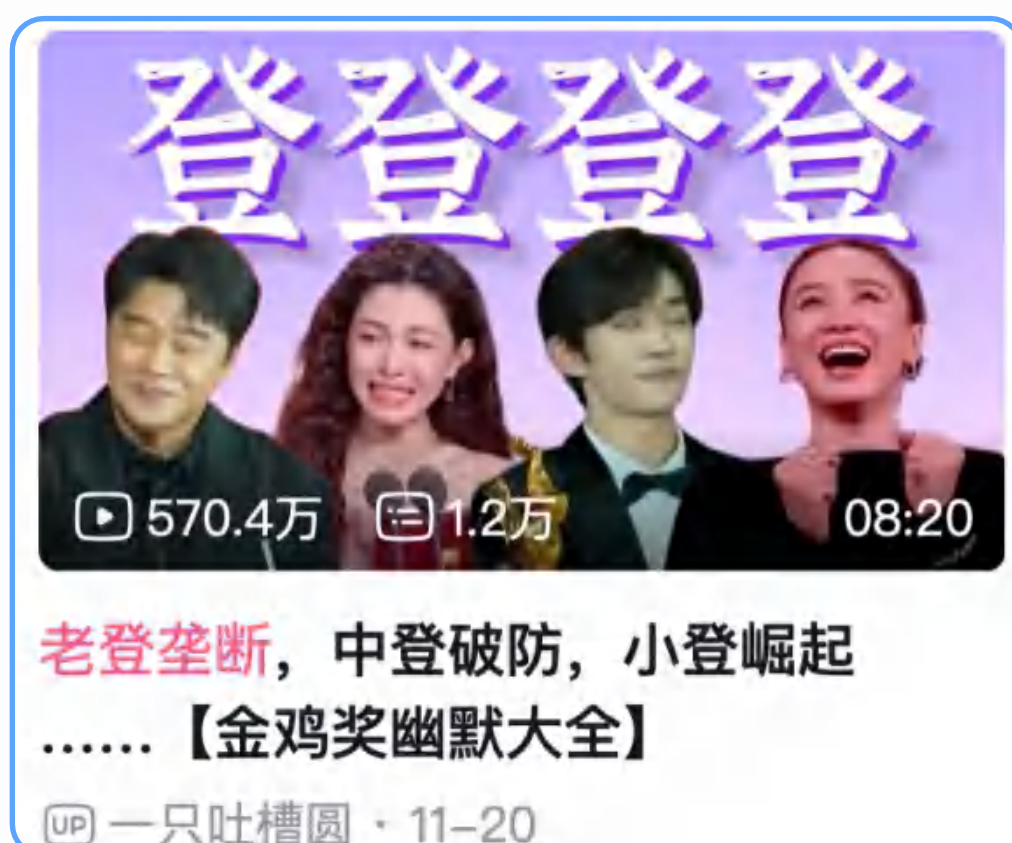 登登登登
570.4万 1.2万 08:20
老登垄断，中登破防，小登崛起
……【金鸡奖幽默大全】
UP 一只吐槽圆 · 11-20